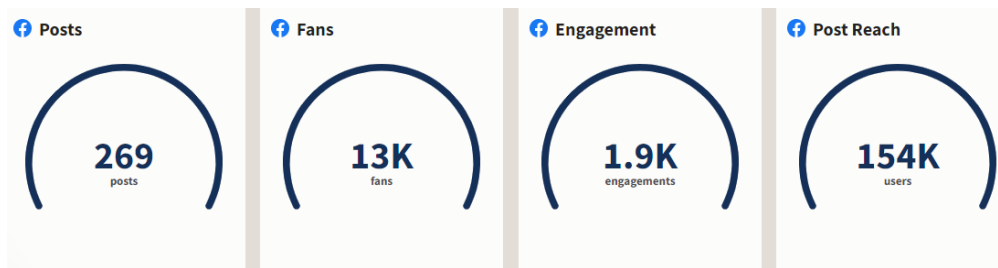 Posts
269
posts
Fans
13K
fans
Engagement
1.9K
engagements
Post Reach
154K
users